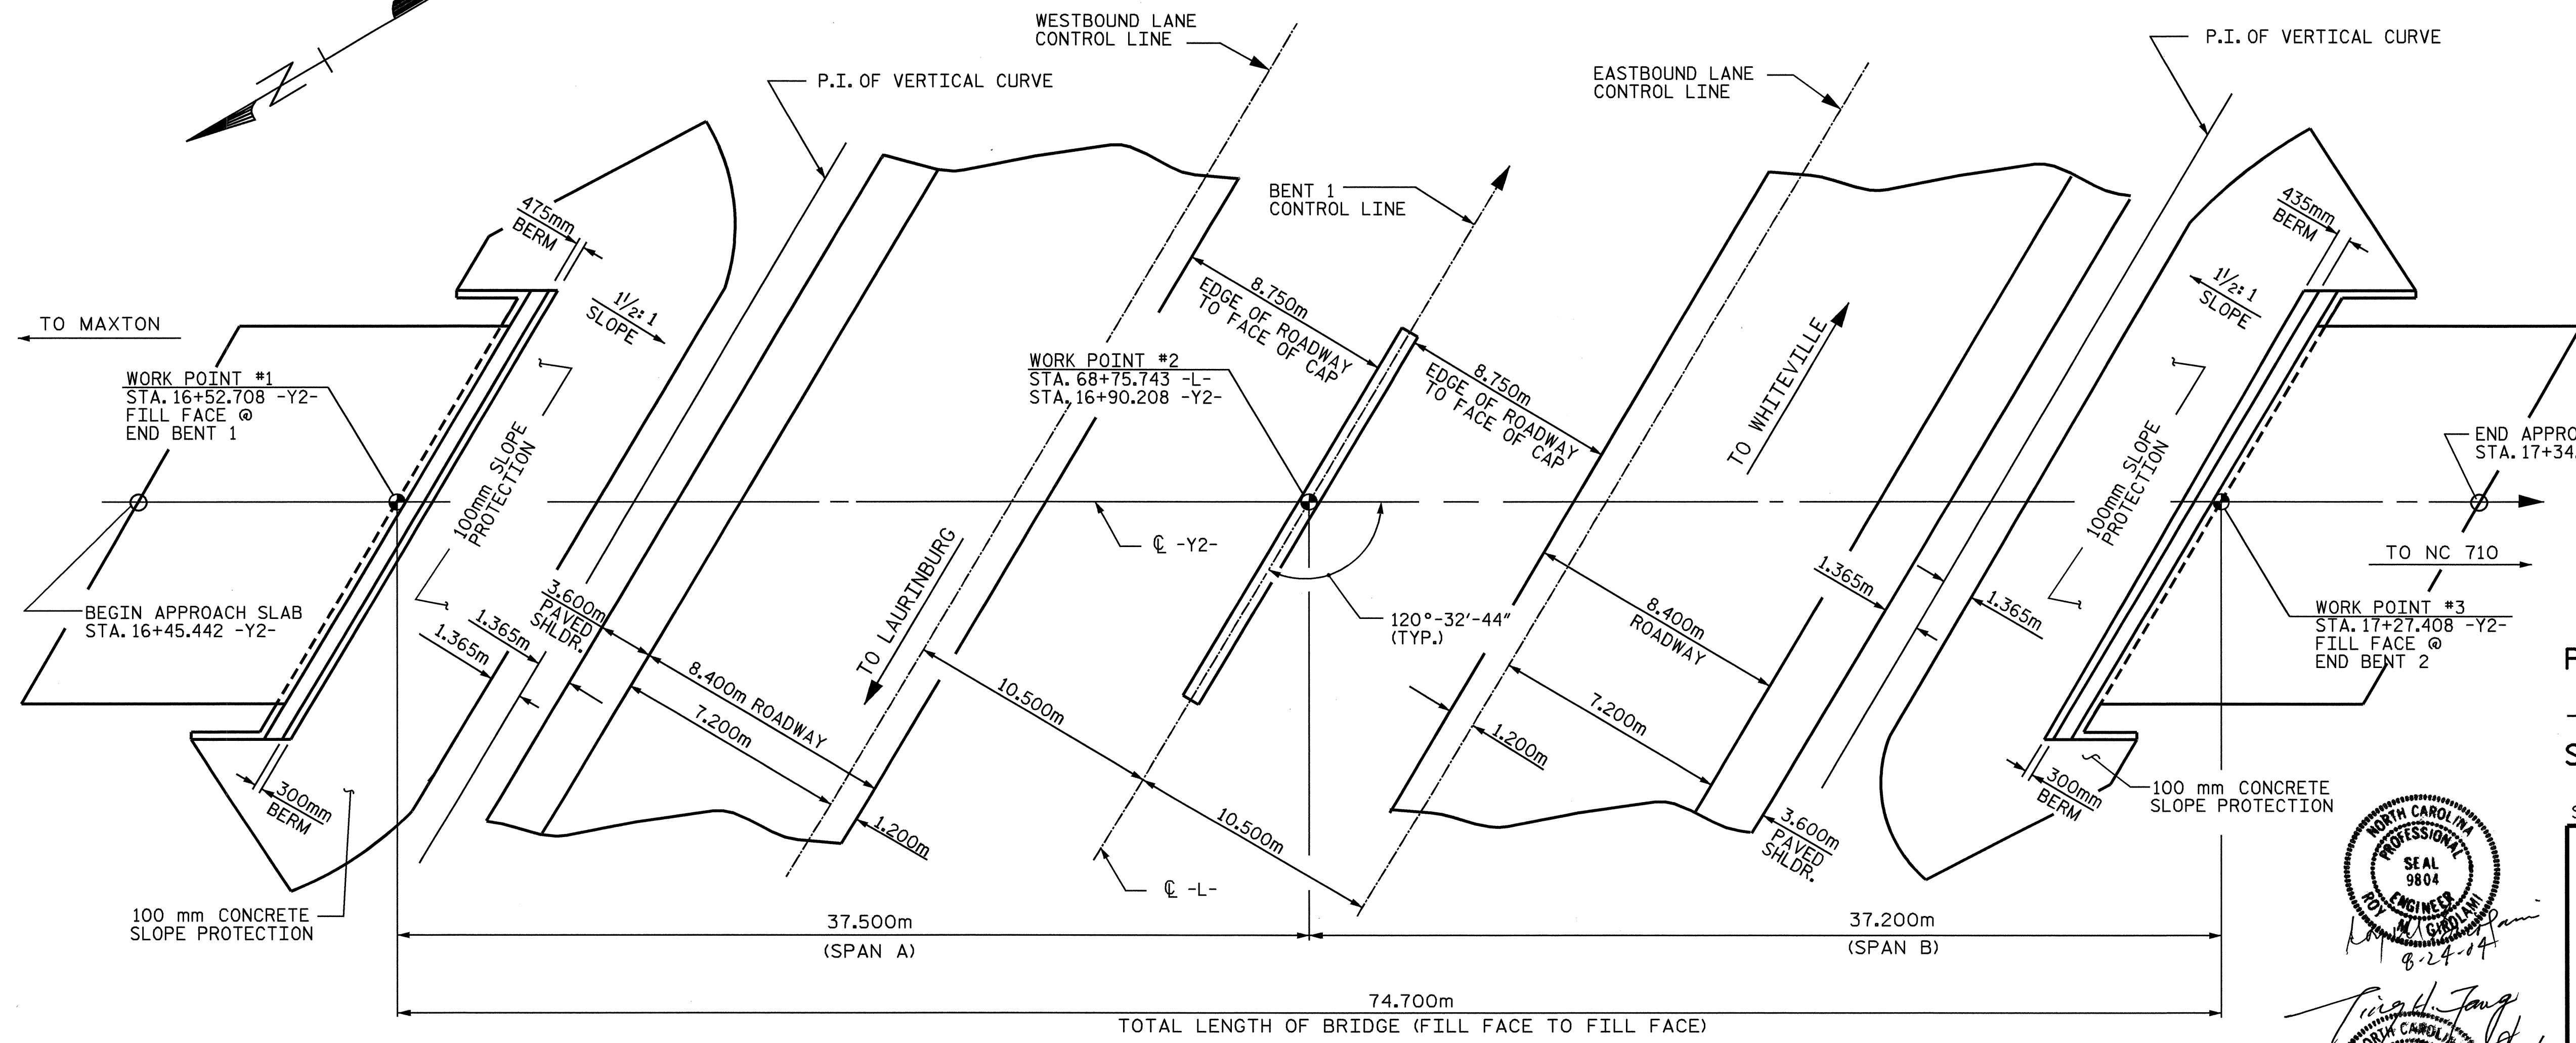 WESTBOUND LANE
CONTROL LINE
P.I. OF VERTICAL CURVE
P.I. OF VERTICAL CURVE
EASTBOUND LANE
CONTROL LINE
N
BENT 1
CONTROL LINE
475mm
BERM
435mm
BERM
1 1/2: 1
SLOPE
1 1/2: 1
SLOPE
8.750m
EDGE OF ROADWAY
TO FACE OF CAP
8.750m
EDGE OF ROADWAY
TO FACE OF CAP
TO MAXTON
WORK POINT #1
STA. 16+52.708 -Y2-
FILL FACE @
END BENT 1
WORK POINT #2
STA. 68+75.743 -L-
STA. 16+90.208 -Y2-
TO WHITEVILLE
100mm SLOPE
PROTECTION
100mm SLOPE
PROTECTION
END APPRO
STA. 17+34.
℄ -Y2-
TO LAURINBURG
TO NC 710
BEGIN APPROACH SLAB
STA. 16+45.442 -Y2-
120°-32'-44"
(TYP.)
WORK POINT #3
STA. 17+27.408 -Y2-
FILL FACE @
END BENT 2
3.600m
PAVED
SHLDR.
1.365m
1.365m
8.400m ROADWAY
7.200m
10.500m
8.400m
ROADWAY
7.200m
1.365m
1.365m
1.200m
300mm
BERM
1.200m
10.500m
3.600m
PAVED
SHLDR.
300mm
BERM
100 mm CONCRETE
SLOPE PROTECTION
℄ -L-
100 mm CONCRETE
SLOPE PROTECTION
37.500m
(SPAN A)
37.200m
(SPAN B)
74.700m
TOTAL LENGTH OF BRIDGE (FILL FACE TO FILL FACE)
NORTH CAROLINA
PROFESSIONAL
SEAL
9804
ENGINEER
ROY M. GIROLAMI
8-24-04
NORTH CAROLI